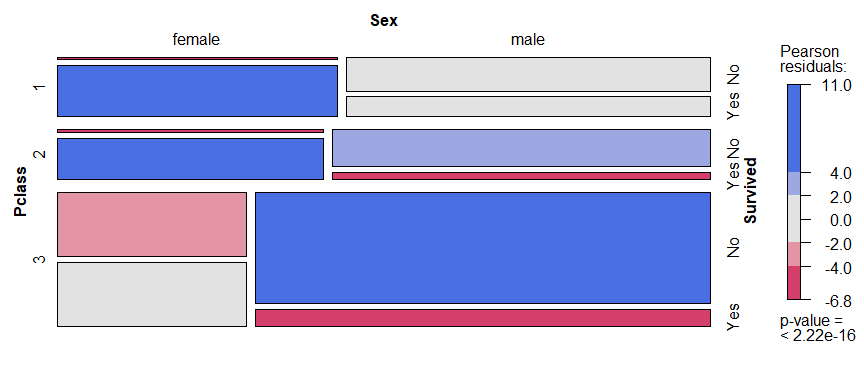 Sex
female
male
Pclass
1
2
3
No
Yes
No
Yes
No
Yes
Survived
Pearson
residuals:
11.0
4.0
2.0
0.0
-2.0
-4.0
-6.8
p-value =
< 2.22e-16